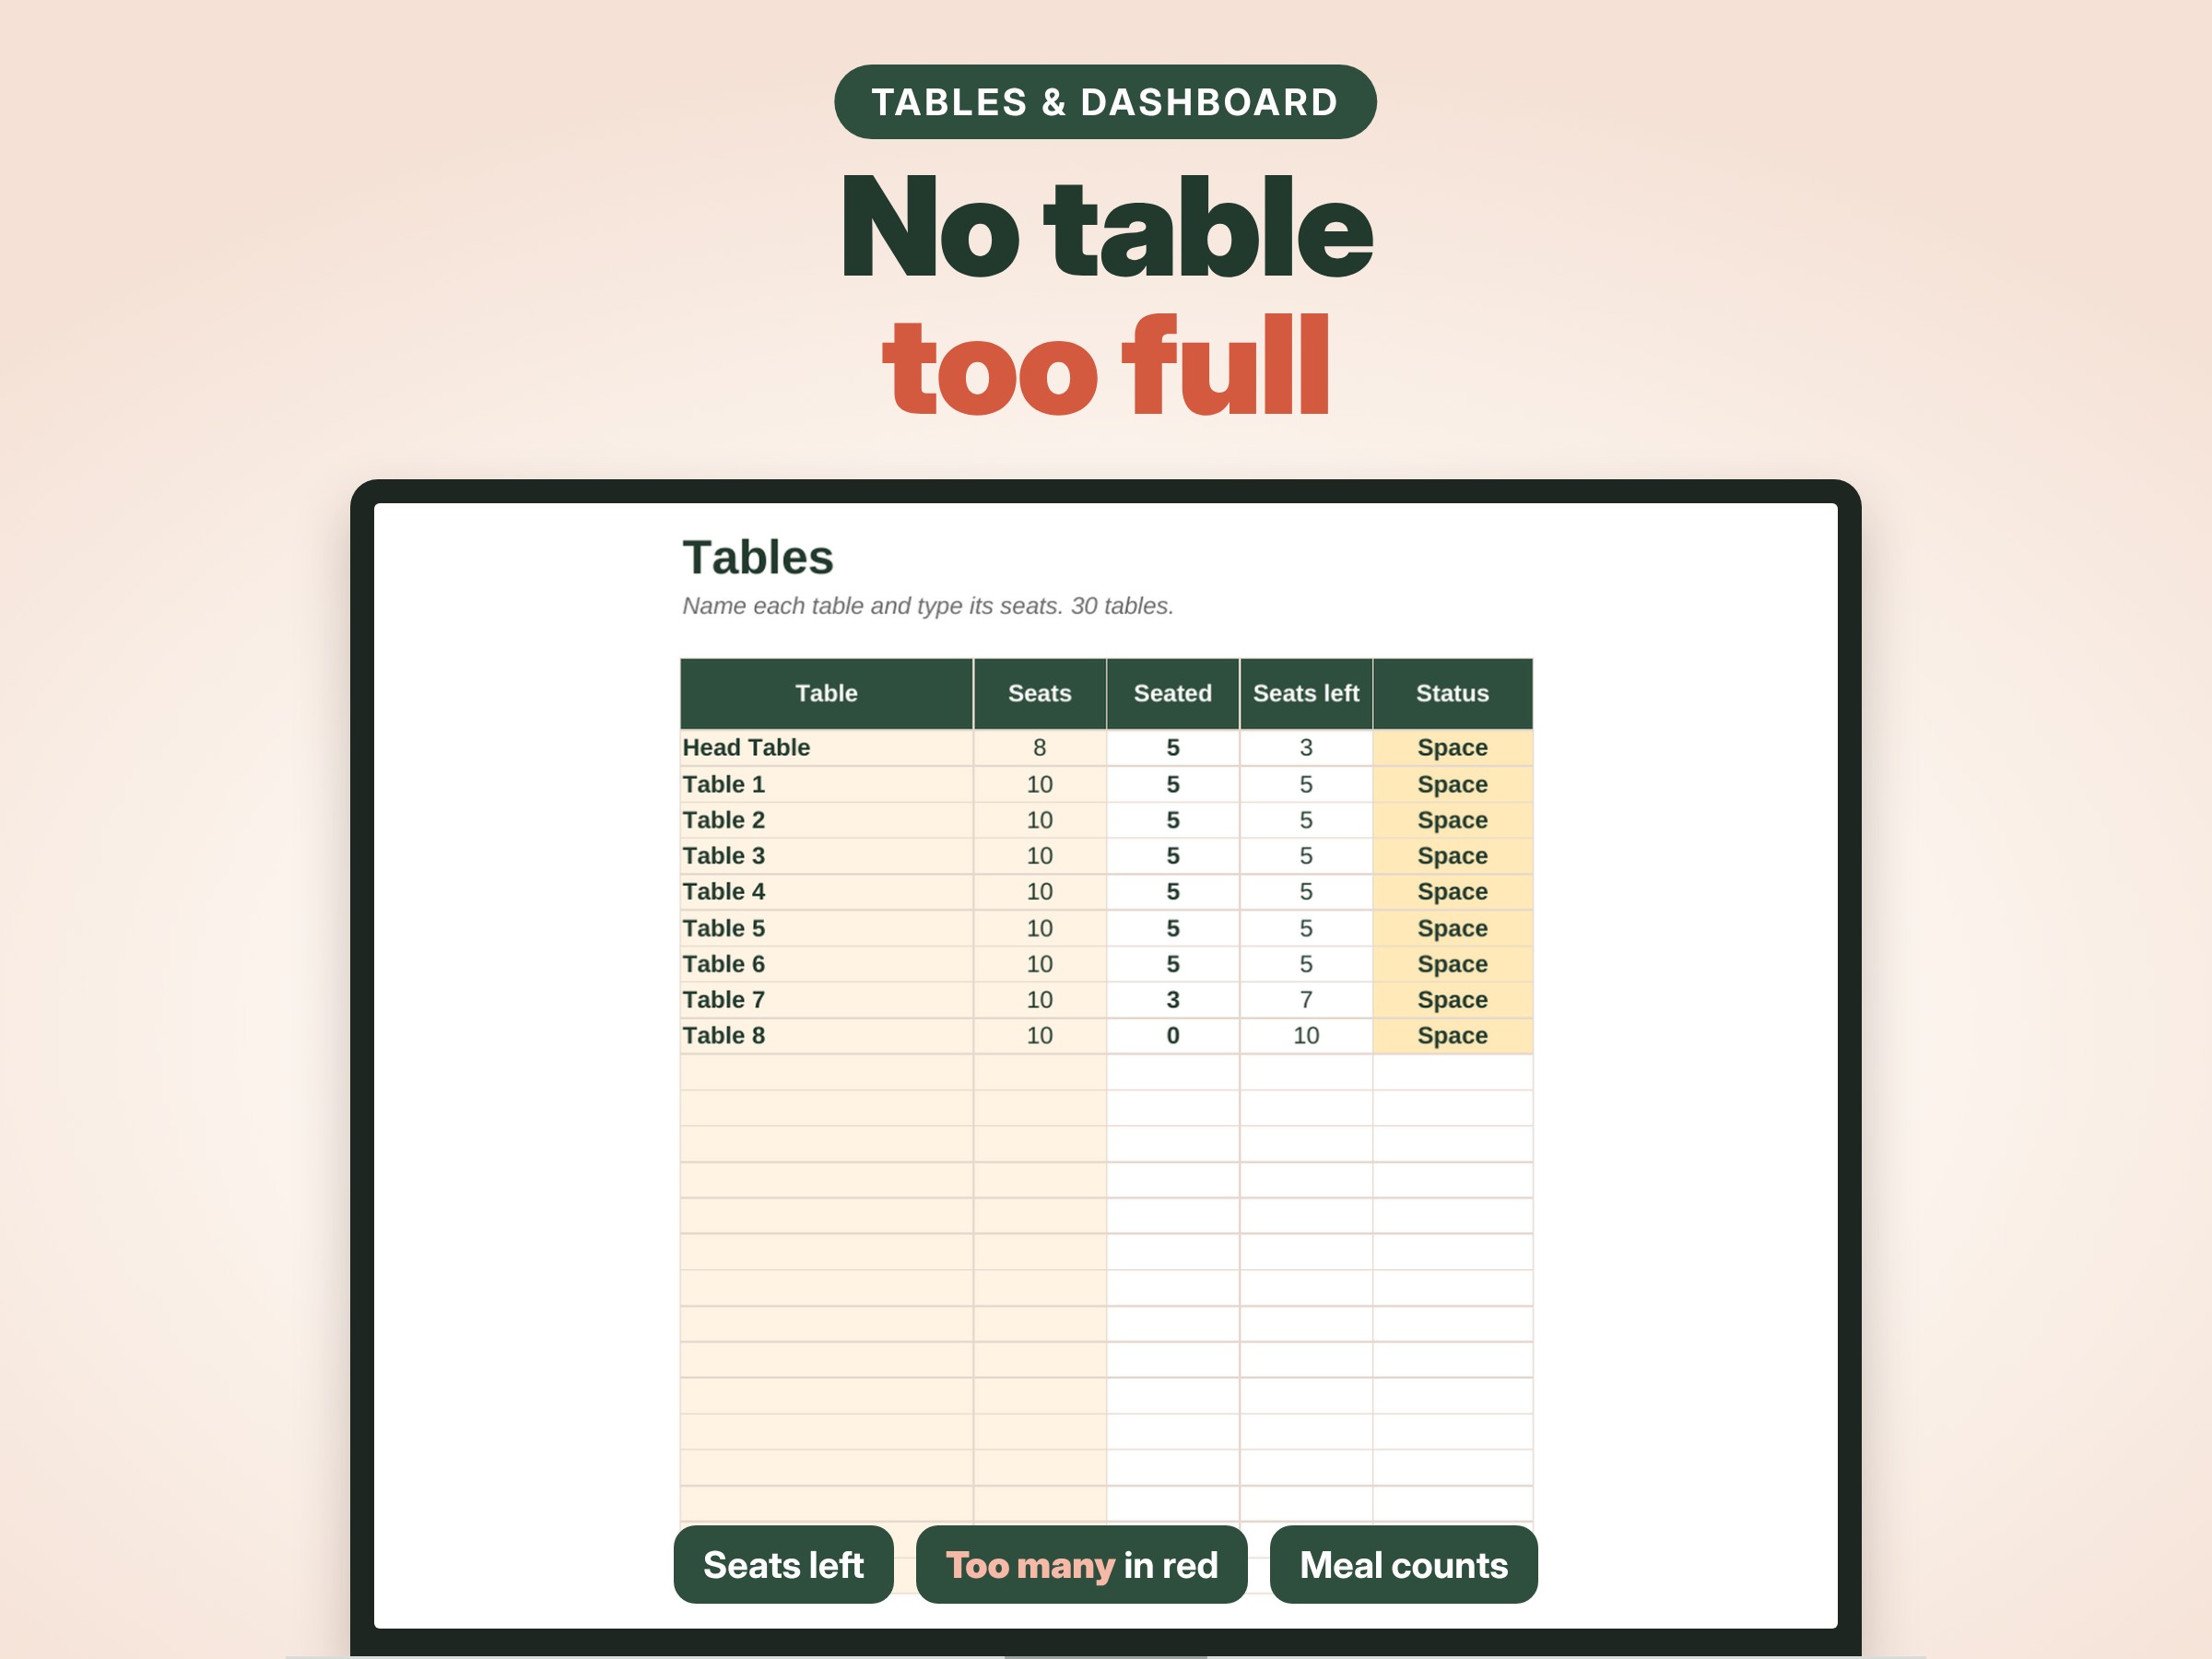 TABLES & DASHBOARD
No table
too full
Tables
Name each table and type its seats. 30 tables.
Table Seats Seated Seats left Status
Head Table 8 5 3 Space
Table 1 10 5 5 Space
Table 2 10 5 5 Space
Table 3 10 5 5 Space
Table 4 10 5 5 Space
Table 5 10 5 5 Space
Table 6 10 5 5 Space
Table 7 10 3 7 Space
Table 8 10 0 10 Space
Seats left Too many in red Meal counts